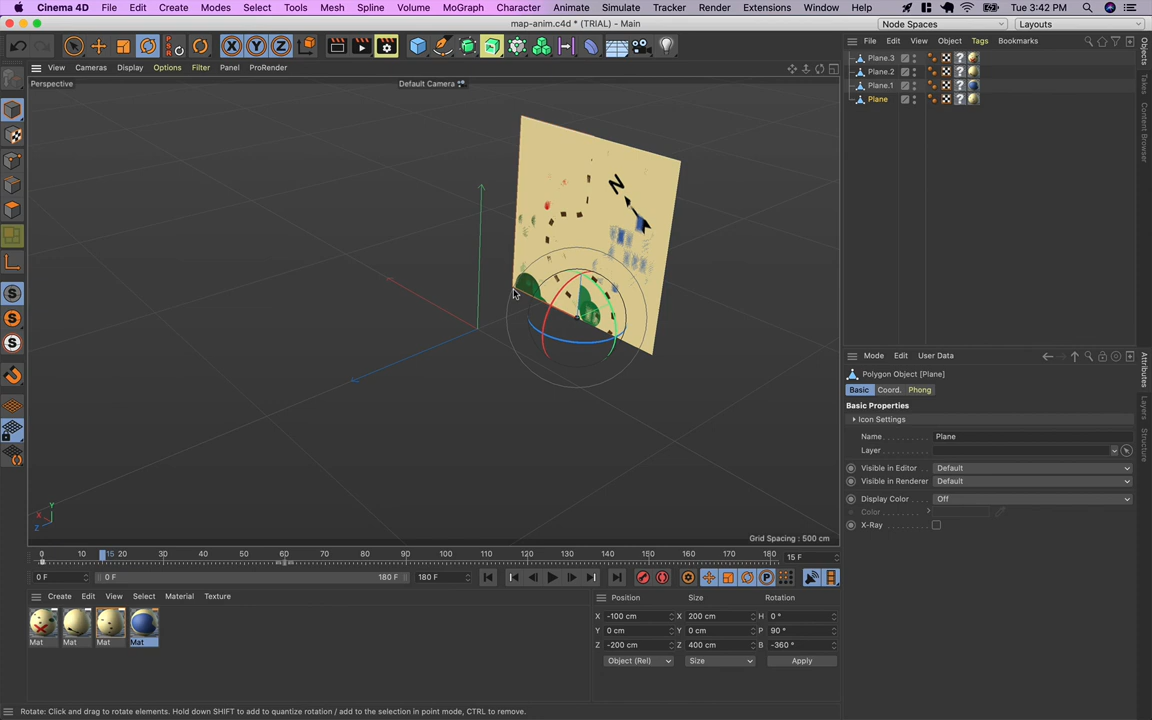 Cinema 4D File Edit Create Modes Select Tools Mesh Spline Volume MoGraph Character Animate Simulate Tracker Render Extensions Window Help Tue 3:42 PM
map-anim.c4d * (TRIAL) - Main
Node Spaces Layouts
View Cameras Display Options Filter Panel ProRender
File Edit View Object Tags Bookmarks
Perspective
Default Camera
Plane.3
Plane.2
Plane.1
Plane
Objects
Takes
Content Browser
N
Mode Edit User Data
Polygon Object [Plane]
Basic Coord. Phong
Basic Properties
Icon Settings
Name Plane
Layer
Visible in Editor Default
Visible in Renderer Default
Display Color Off
Color
X-Ray
Attributes
Layers
Structure
Y
X
Z
Grid Spacing : 500 cm
0 10 15 20 30 40 50 60 70 80 90 100 110 120 130 140 150 160 170 180
15 F
0 F 0 F 180 F 180 F
Create Edit View Select Material Texture
Mat Mat Mat Mat
Position Size Rotation
X -100 cm X 200 cm H 0 °
Y 0 cm Y 0 cm P 90 °
Z -200 cm Z 400 cm B -360 °
Object (Rel) Size Apply
Rotate: Click and drag to rotate elements. Hold down SHIFT to add to quantize rotation / add to the selection in point mode, CTRL to remove.